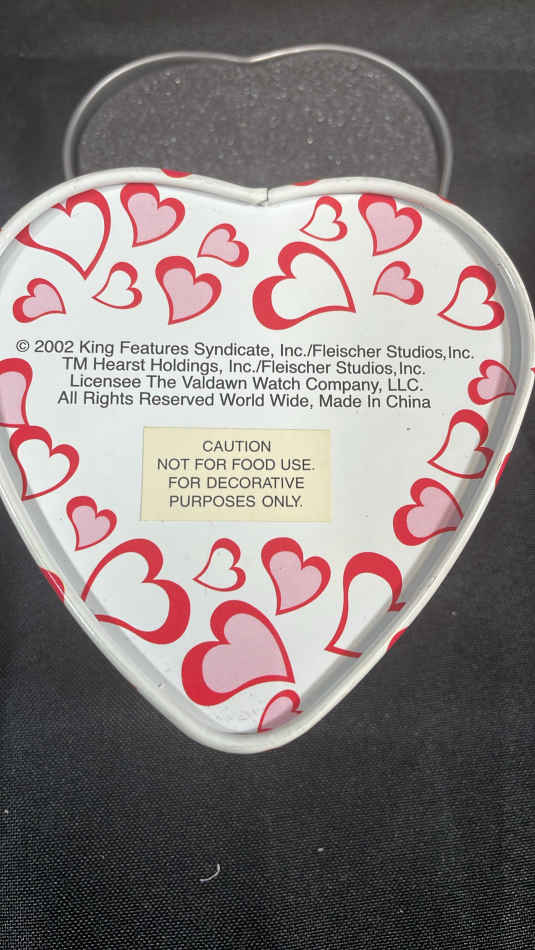 © 2002 King Features Syndicate, Inc./Fleischer Studios,Inc.
TM Hearst Holdings, Inc./Fleischer Studios,Inc.
Licensee The Valdawn Watch Company, LLC.
All Rights Reserved World Wide, Made In China
CAUTION
NOT FOR FOOD USE.
FOR DECORATIVE
PURPOSES ONLY.